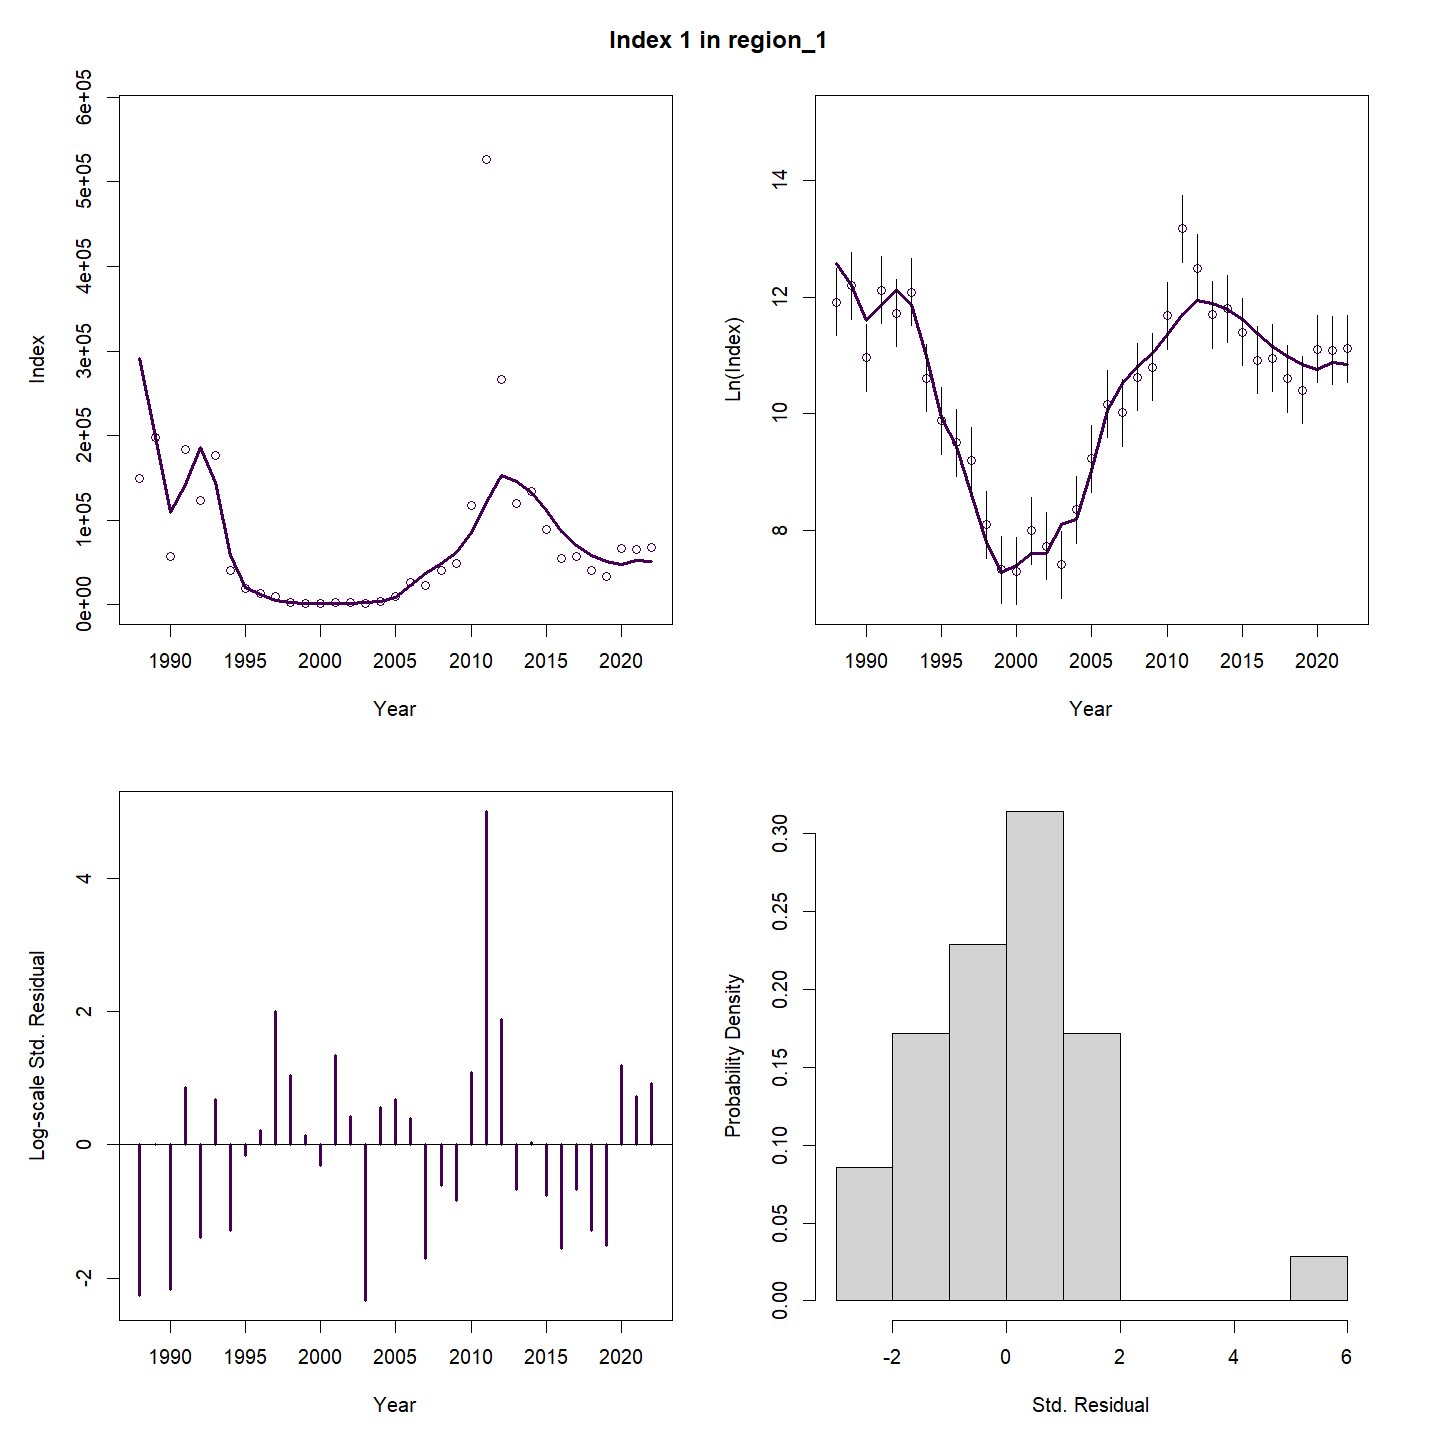 Index 1 in region_1
Index
0e+00 1e+05 2e+05 3e+05 4e+05 5e+05 6e+05
1990 1995 2000 2005 2010 2015 2020
Year
Ln(Index)
8 10 12 14
1990 1995 2000 2005 2010 2015 2020
Year
Log-scale Std. Residual
-2 0 2 4
1990 1995 2000 2005 2010 2015 2020
Year
Probability Density
0.00 0.05 0.10 0.15 0.20 0.25 0.30
-2 0 2 4 6
Std. Residual